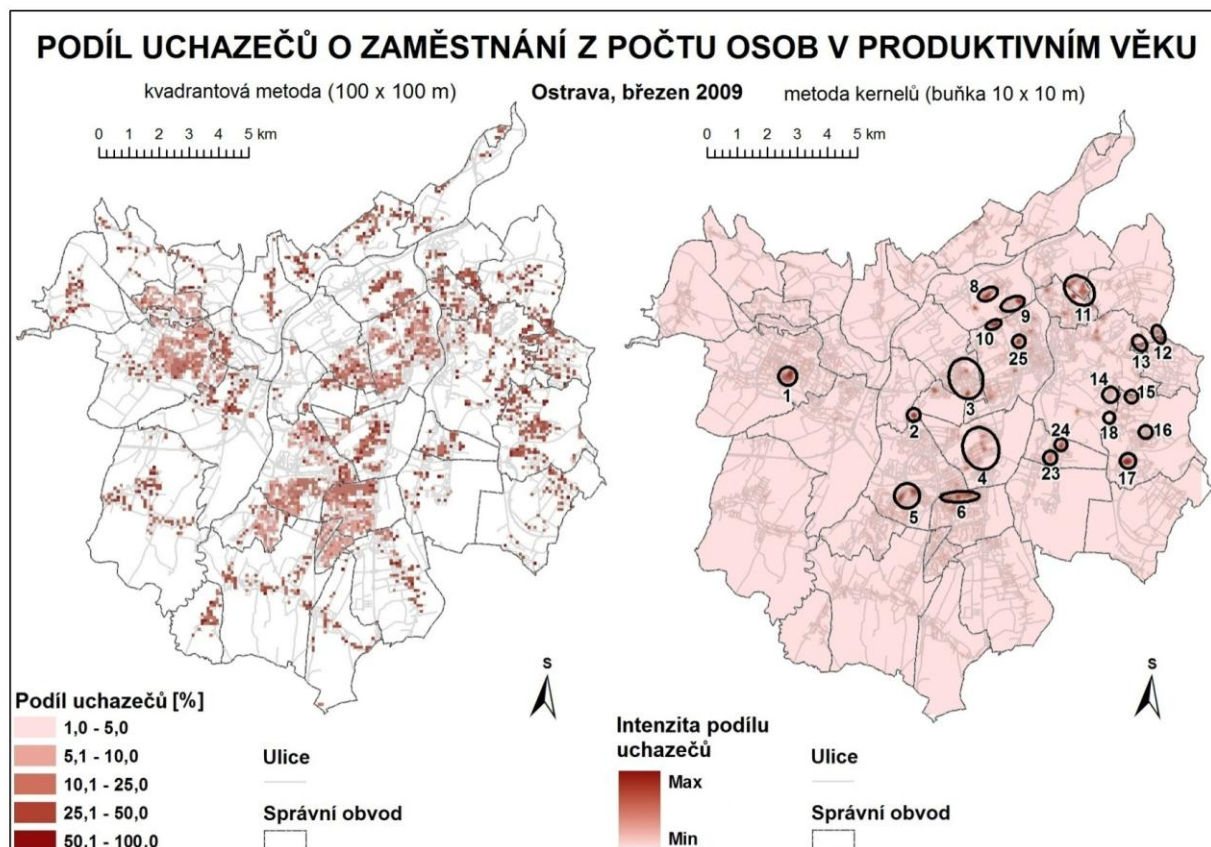 PODÍL UCHAZEČŮ O ZAMĚSTNÁNÍ Z POČTU OSOB V PRODUKTIVNÍM VĚKU
kvadrantová metoda (100 x 100 m)
Ostrava, březen 2009
metoda kernelů (buňka 10 x 10 m)
0 1 2 3 4 5 km
0 1 2 3 4 5 km
8
9
10
11
25
12
13
1
3
14
15
2
18
16
24
23
17
4
5
6
S
S
Podíl uchazečů [%]
1,0 - 5,0
5,1 - 10,0
10,1 - 25,0
25,1 - 50,0
50,1 - 100,0
Ulice
Správní obvod
Intenzita podílu
uchazečů
Max
Min
Ulice
Správní obvod